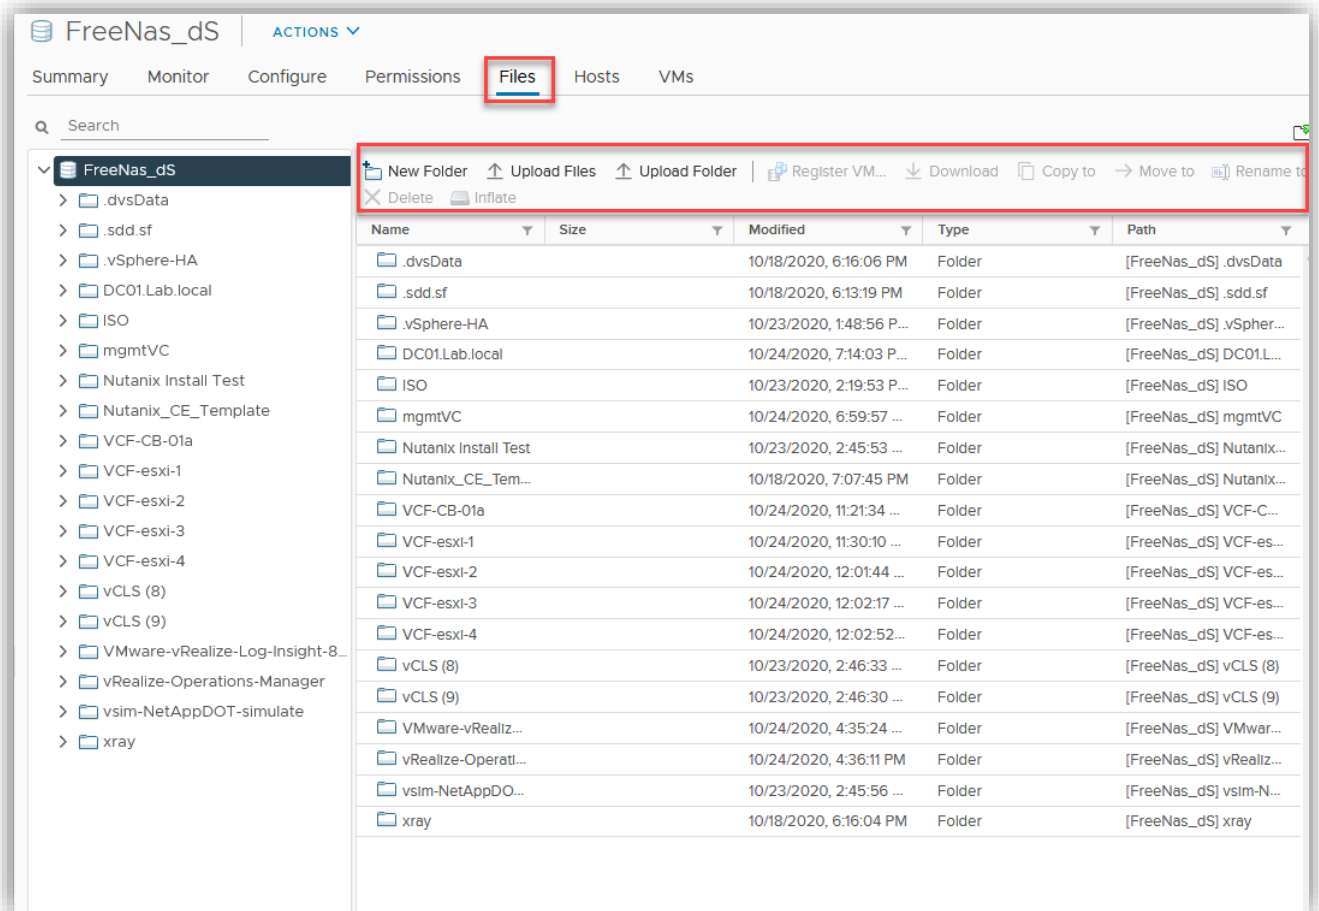 FreeNas_dS ACTIONS
Summary Monitor Configure Permissions Files Hosts VMs
Search
FreeNas_dS
.dvsData
.sdd.sf
.vSphere-HA
DC01.Lab.local
ISO
mgmtVC
Nutanix Install Test
Nutanix_CE_Template
VCF-CB-01a
VCF-esxi-1
VCF-esxi-2
VCF-esxi-3
VCF-esxi-4
vCLS (8)
vCLS (9)
VMware-vRealize-Log-Insight-8...
vRealize-Operations-Manager
vsim-NetAppDOT-simulate
xray
New Folder Upload Files Upload Folder Register VM... Download Copy to Move to Rename to
Delete Inflate
Name Size Modified Type Path
.dvsData 10/18/2020, 6:16:06 PM Folder [FreeNas_dS] .dvsData
.sdd.sf 10/18/2020, 6:13:19 PM Folder [FreeNas_dS] .sdd.sf
.vSphere-HA 10/23/2020, 1:48:56 P... Folder [FreeNas_dS] .vSpher...
DC01.Lab.local 10/24/2020, 7:14:03 P... Folder [FreeNas_dS] DC01.L...
ISO 10/23/2020, 2:19:53 P... Folder [FreeNas_dS] ISO
mgmtVC 10/24/2020, 6:59:57 ... Folder [FreeNas_dS] mgmtVC
Nutanix Install Test 10/23/2020, 2:45:53 ... Folder [FreeNas_dS] Nutanix...
Nutanix_CE_Tem... 10/18/2020, 7:07:45 PM Folder [FreeNas_dS] Nutanix...
VCF-CB-01a 10/24/2020, 11:21:34 ... Folder [FreeNas_dS] VCF-C...
VCF-esxi-1 10/24/2020, 11:30:10 ... Folder [FreeNas_dS] VCF-es...
VCF-esxi-2 10/24/2020, 12:01:44 ... Folder [FreeNas_dS] VCF-es...
VCF-esxi-3 10/24/2020, 12:02:17 ... Folder [FreeNas_dS] VCF-es...
VCF-esxi-4 10/24/2020, 12:02:52... Folder [FreeNas_dS] VCF-es...
vCLS (8) 10/23/2020, 2:46:33 ... Folder [FreeNas_dS] vCLS (8)
vCLS (9) 10/23/2020, 2:46:30 ... Folder [FreeNas_dS] vCLS (9)
VMware-vRealiz... 10/24/2020, 4:35:24 ... Folder [FreeNas_dS] VMwar...
vRealize-Operati... 10/24/2020, 4:36:11 PM Folder [FreeNas_dS] vRealiz...
vsim-NetAppDO... 10/23/2020, 2:45:56 ... Folder [FreeNas_dS] vsim-N...
xray 10/18/2020, 6:16:04 PM Folder [FreeNas_dS] xray